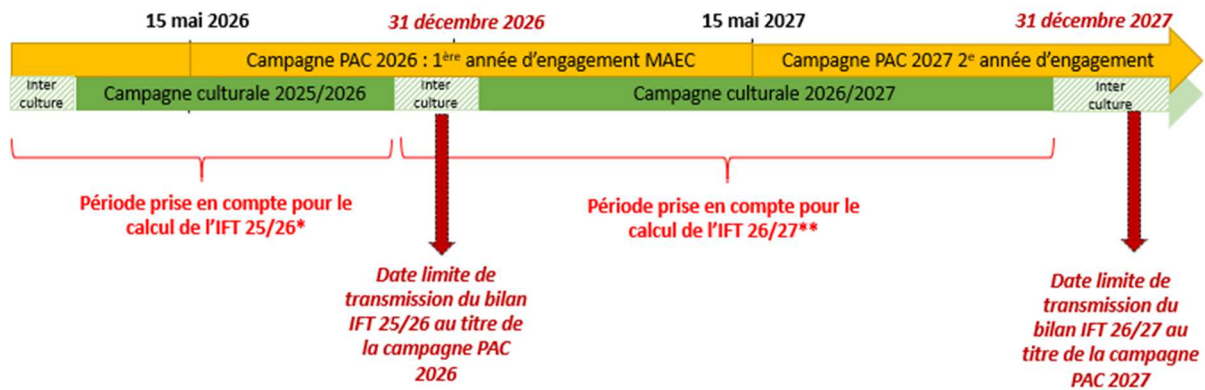 15 mai 2026
31 décembre 2026
15 mai 2027
31 décembre 2027
Campagne PAC 2026 : 1ère année d’engagement MAEC
Campagne PAC 2027 2e année d’engagement
Inter
culture
Campagne culturale 2025/2026
Inter
culture
Campagne culturale 2026/2027
Inter
culture
Période prise en compte pour le
calcul de l’IFT 25/26*
Période prise en compte pour le
calcul de l’IFT 26/27**
Date limite de
transmission du bilan
IFT 25/26 au titre de
la campagne PAC
2026
Date limite de
transmission du
bilan IFT 26/27 au
titre de la campagne
PAC 2027